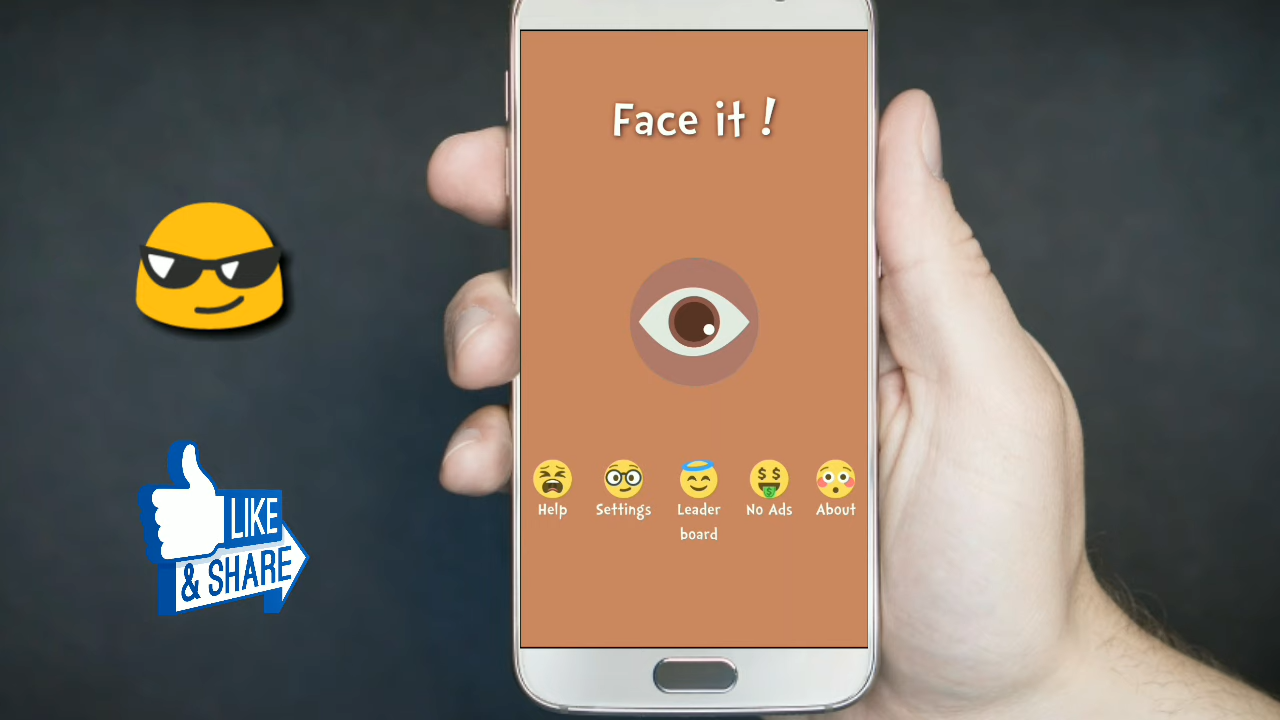 Face it !
Help
Settings
Leader
board
No Ads
About
LIKE
& SHARE